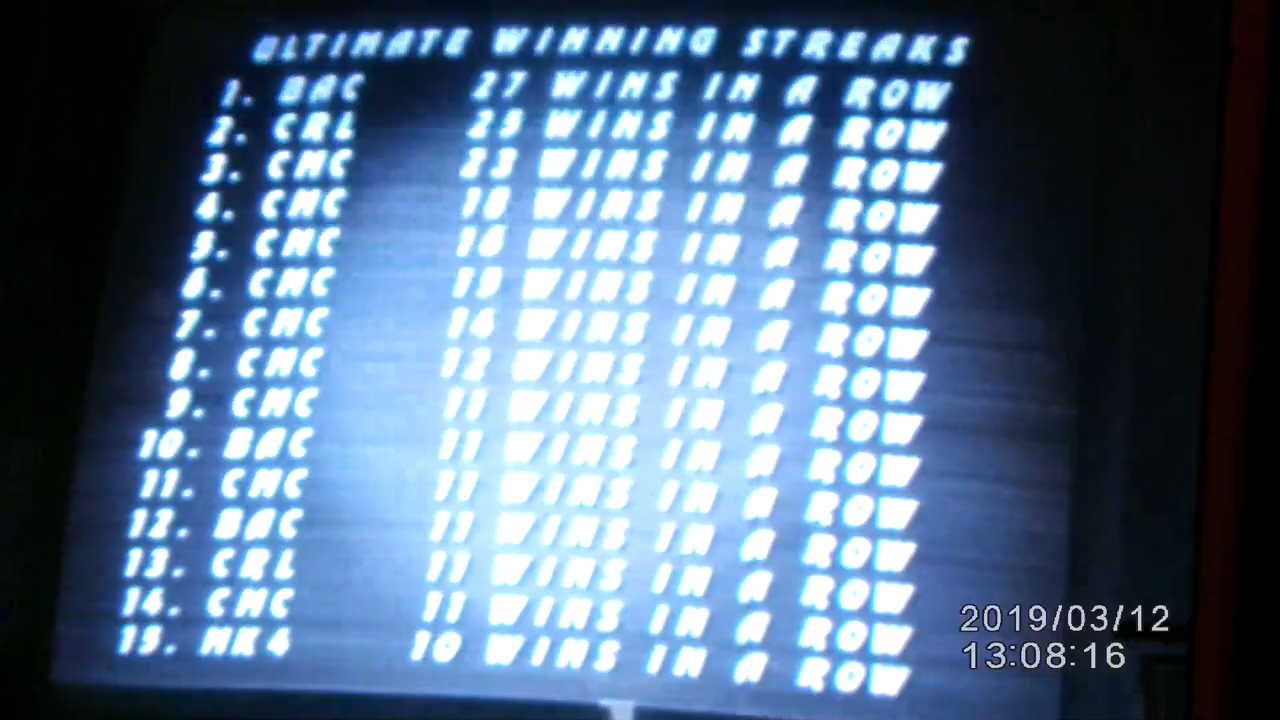 ULTIMATE WINNING STREAKS
1. BAC 27 WINS IN A ROW
2. CRL 25 WINS IN A ROW
3. CMC 23 WINS IN A ROW
4. CMC 18 WINS IN A ROW
5. CMC 16 WINS IN A ROW
6. CMC 15 WINS IN A ROW
7. CMC 14 WINS IN A ROW
8. CMC 12 WINS IN A ROW
9. CMC 11 WINS IN A ROW
10. BAC 11 WINS IN A ROW
11. CMC 11 WINS IN A ROW
12. BAC 11 WINS IN A ROW
13. CRL 11 WINS IN A ROW
14. CMC 11 WINS IN A ROW
15. MK4 10 WINS IN A ROW
2019/03/12
13:08:16